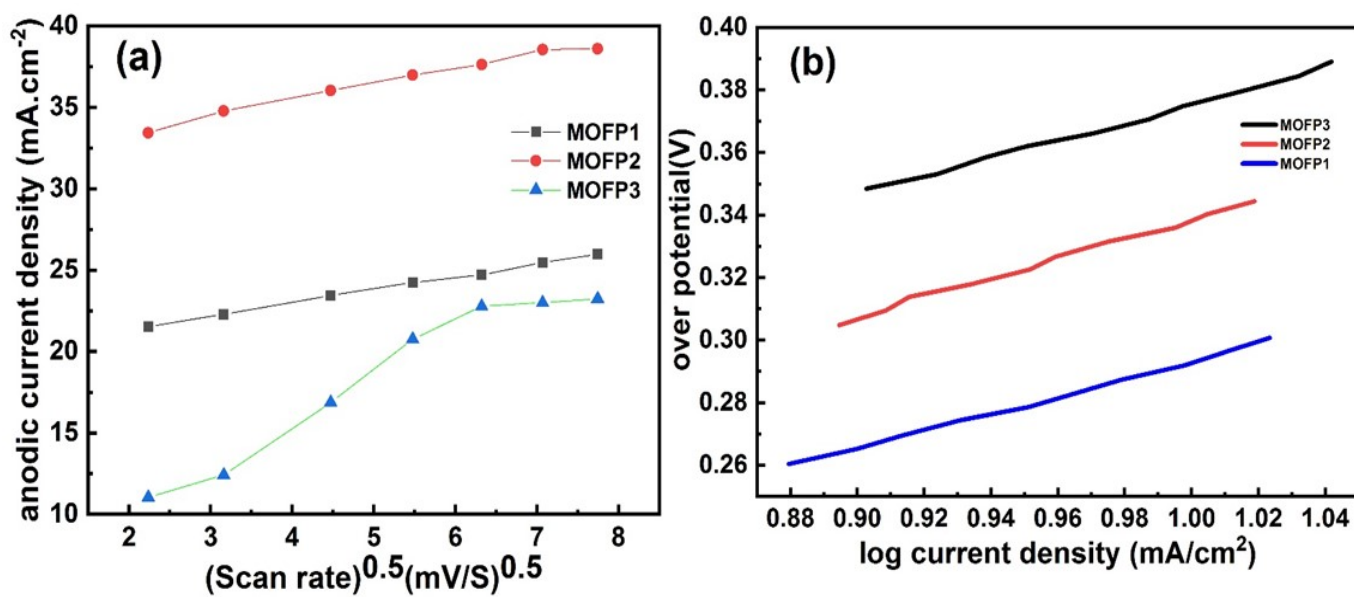 (a)
anodic current density (mA.cm-2)
40
35
30
25
20
15
10
MOFP1
MOFP2
MOFP3
2 3 4 5 6 7 8
(Scan rate)0.5(mV/S)0.5
(b)
over potential(V)
0.40
0.38
0.36
0.34
0.32
0.30
0.28
0.26
MOFP3
MOFP2
MOFP1
0.88 0.90 0.92 0.94 0.96 0.98 1.00 1.02 1.04
log current density (mA/cm2)